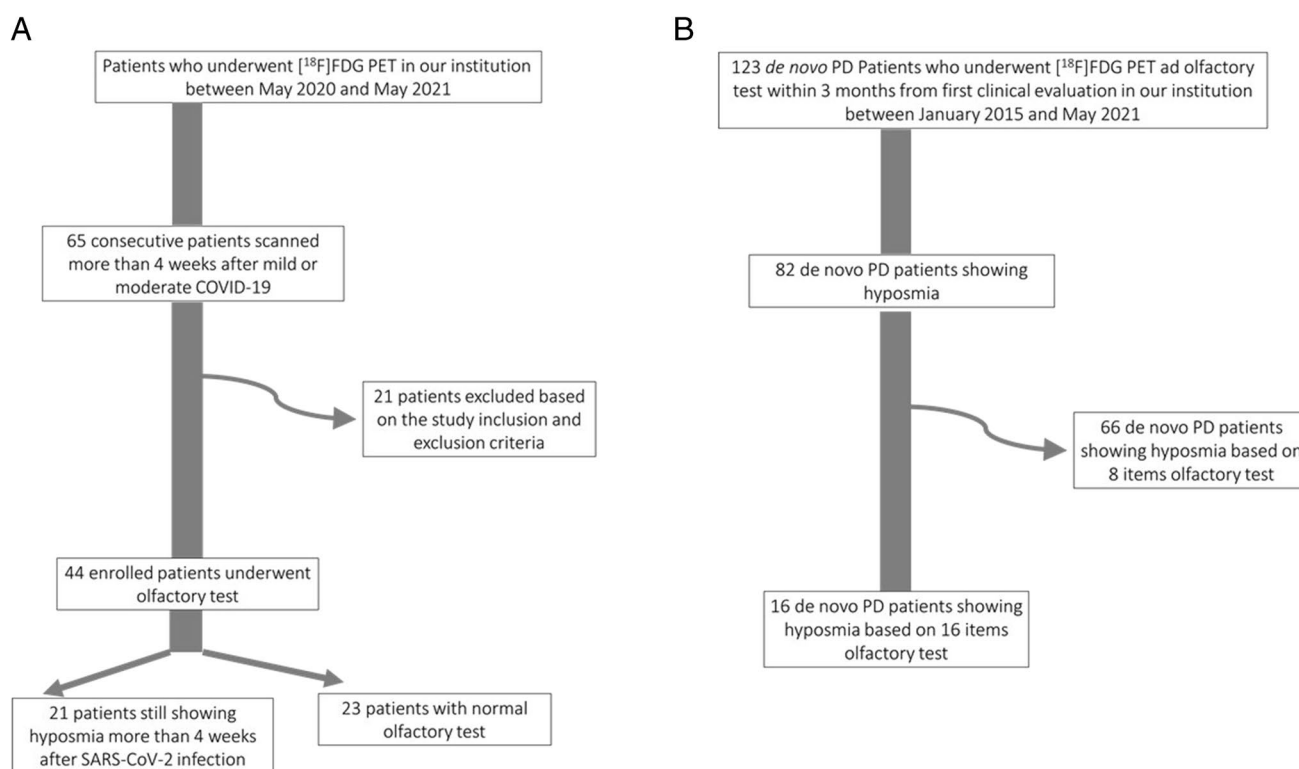 A
Patients who underwent [¹⁸F]FDG PET in our institution
between May 2020 and May 2021
65 consecutive patients scanned
more than 4 weeks after mild or
moderate COVID-19
21 patients excluded based
on the study inclusion and
exclusion criteria
44 enrolled patients underwent
olfactory test
21 patients still showing
hyposmia more than 4 weeks
after SARS-CoV-2 infection
23 patients with normal
olfactory test
B
123 de novo PD Patients who underwent [¹⁸F]FDG PET ad olfactory
test within 3 months from first clinical evaluation in our institution
between January 2015 and May 2021
82 de novo PD patients showing
hyposmia
66 de novo PD patients
showing hyposmia based on
8 items olfactory test
16 de novo PD patients showing
hyposmia based on 16 items
olfactory test